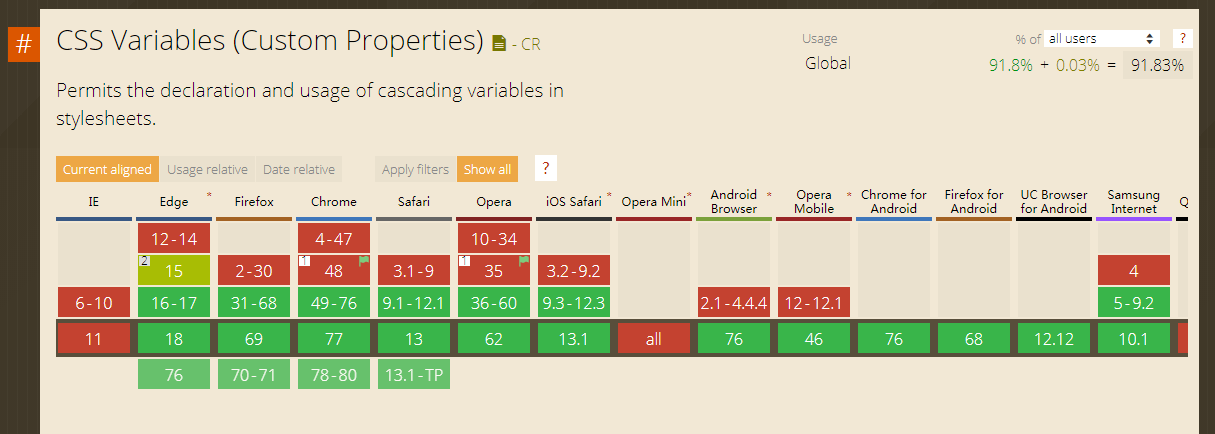 #
CSS Variables (Custom Properties) - CR
Usage % of all users ?
Global 91.8% + 0.03% = 91.83%
Permits the declaration and usage of cascading variables in
stylesheets.
Current aligned Usage relative Date relative Apply filters Show all ?
IE Edge * Firefox Chrome Safari Opera iOS Safari * Opera Mini * Android Browser * Opera Mobile * Chrome for Android Firefox for Android UC Browser for Android Samsung Internet Q
12-14 4-47 10-34
2 15 2-30 1 48 3.1-9 1 35 3.2-9.2 4
6-10 16-17 31-68 49-76 9.1-12.1 36-60 9.3-12.3 2.1-4.4.4 12-12.1 5-9.2
11 18 69 77 13 62 13.1 all 76 46 76 68 12.12 10.1
76 70-71 78-80 13.1-TP